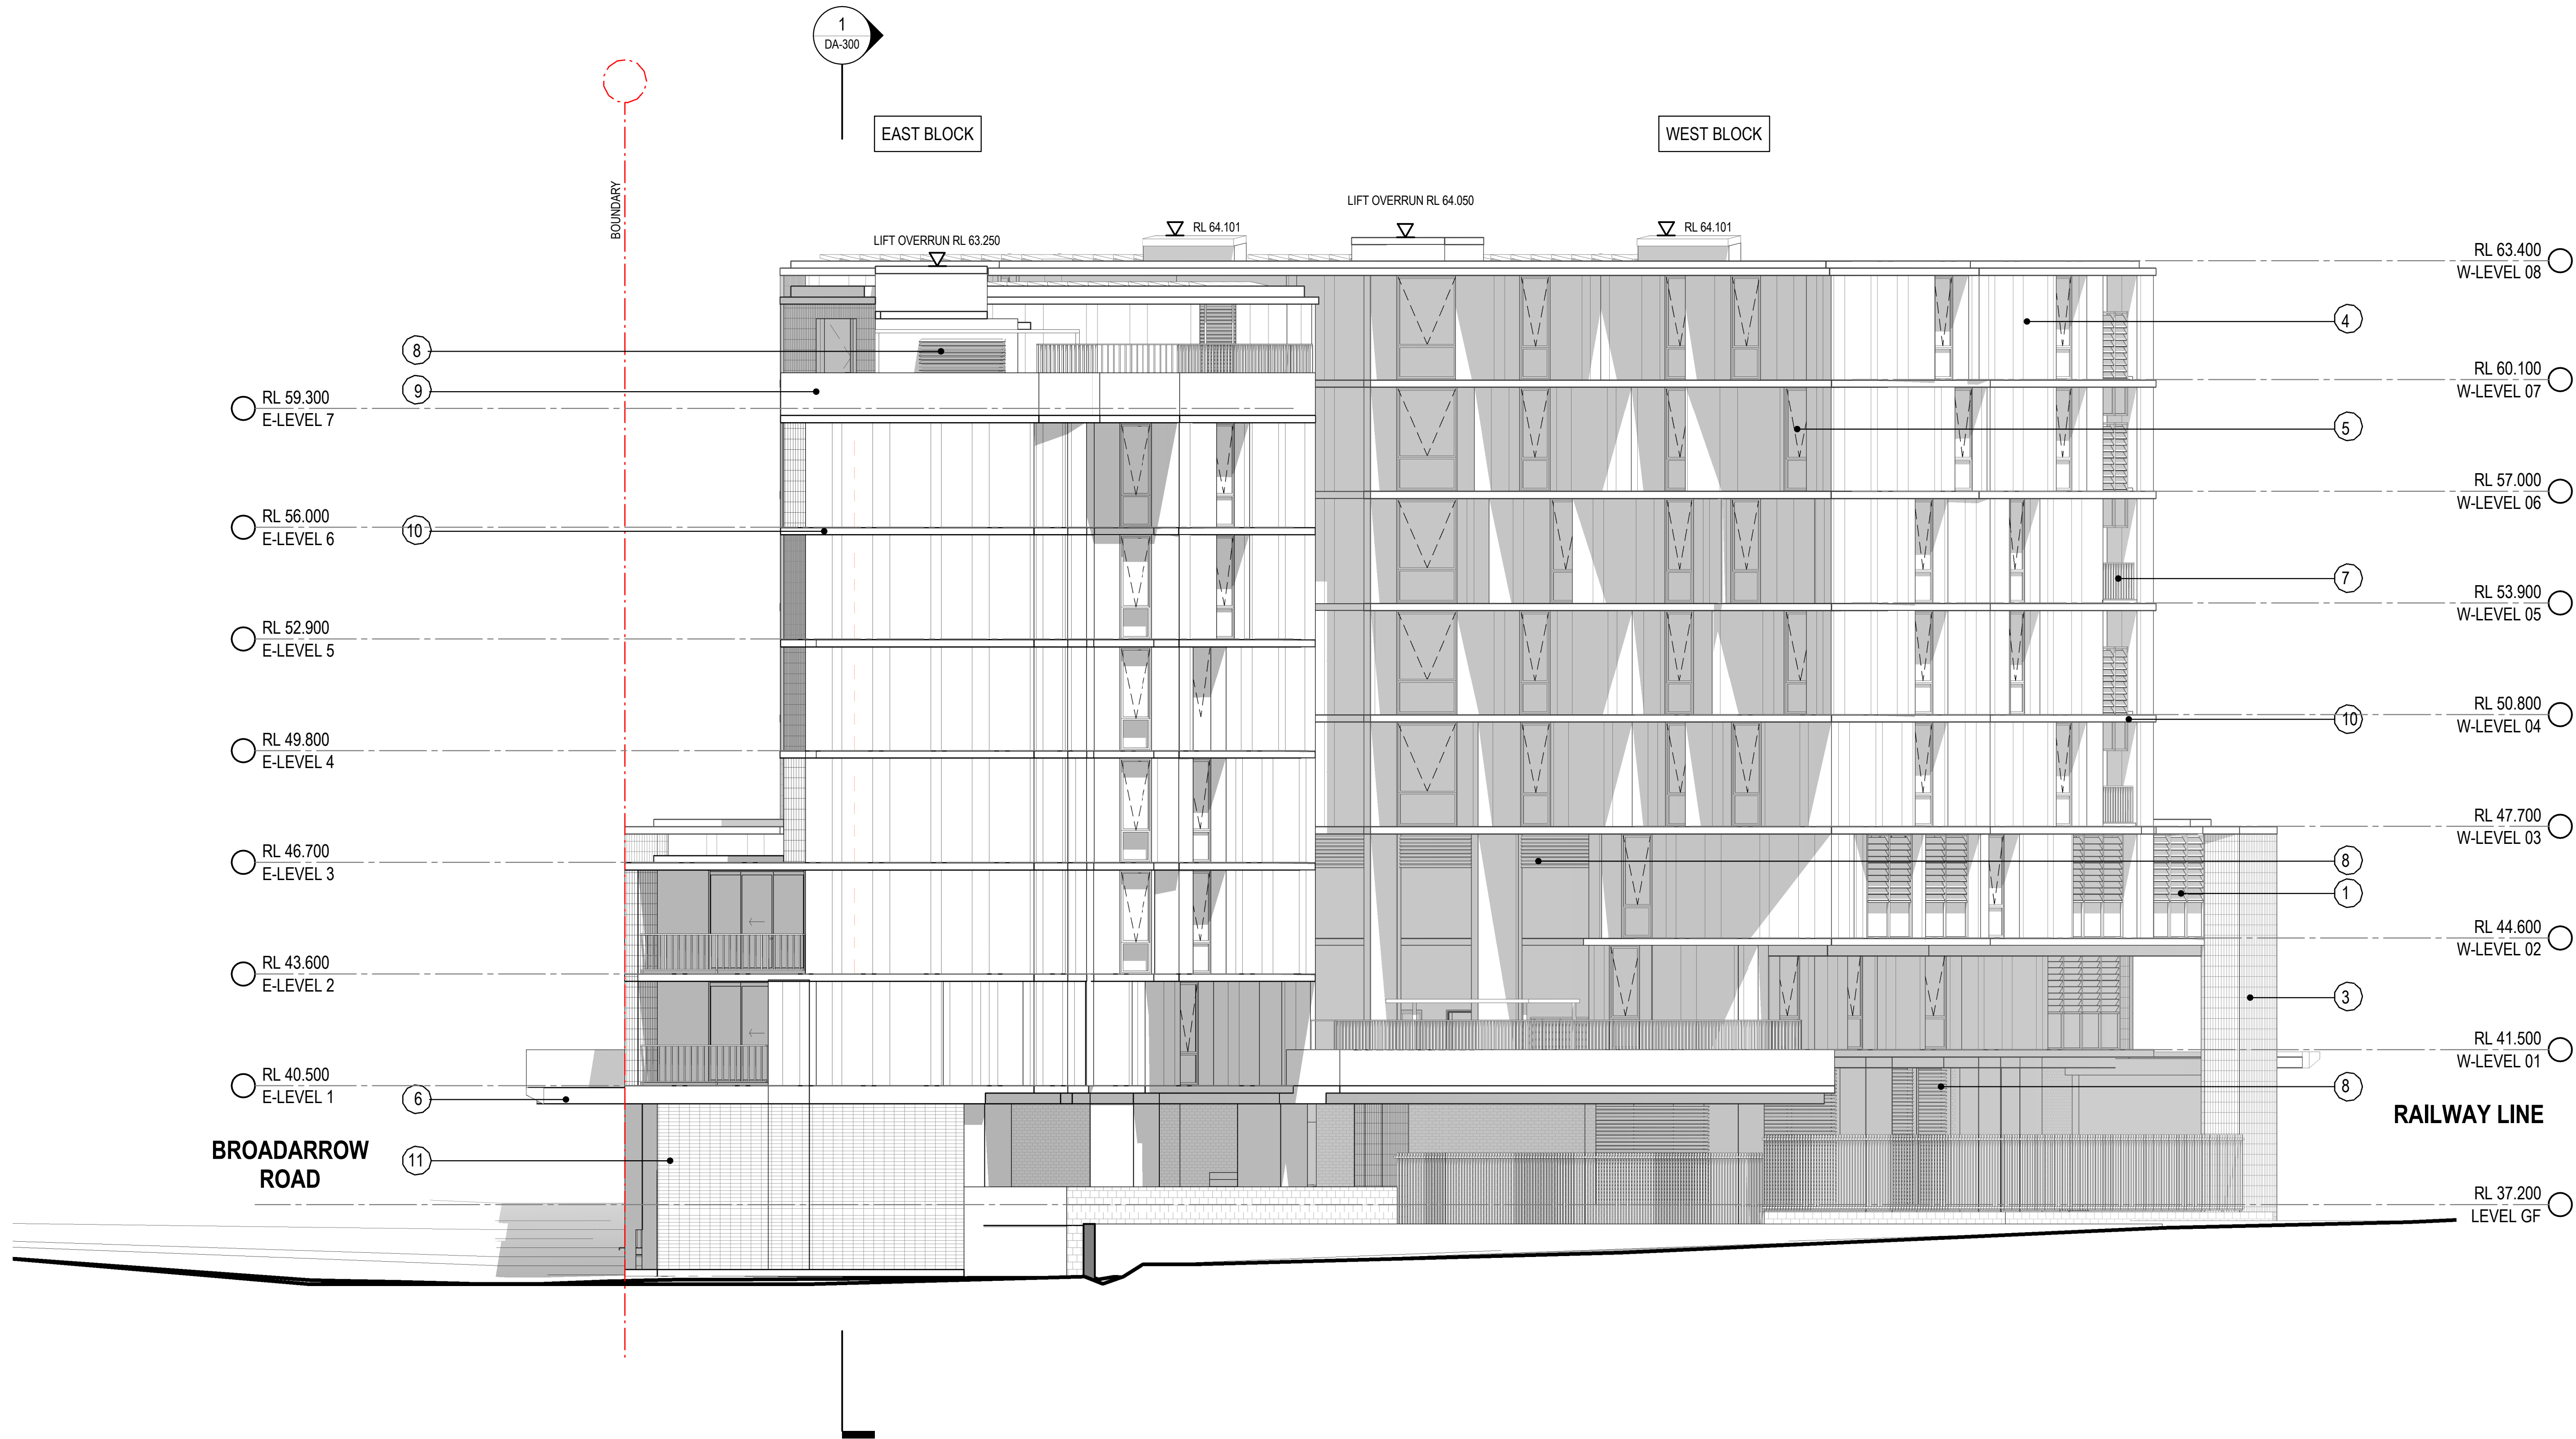 1
DA-300
EAST BLOCK
WEST BLOCK
BOUNDARY
LIFT OVERRUN RL 63.250
RL 64.101
LIFT OVERRUN RL 64.050
RL 64.101
RL 63.400
W-LEVEL 08
4
8
RL 60.100
W-LEVEL 07
9
RL 59.300
E-LEVEL 7
5
RL 57.000
W-LEVEL 06
RL 56.000
E-LEVEL 6
10
7
RL 53.900
W-LEVEL 05
RL 52.900
E-LEVEL 5
RL 50.800
W-LEVEL 04
10
RL 49.800
E-LEVEL 4
RL 47.700
W-LEVEL 03
RL 46.700
E-LEVEL 3
8
1
RL 44.600
W-LEVEL 02
RL 43.600
E-LEVEL 2
3
RL 41.500
W-LEVEL 01
RL 40.500
E-LEVEL 1
6
8
RAILWAY LINE
BROADARROW
ROAD
11
RL 37.200
LEVEL GF